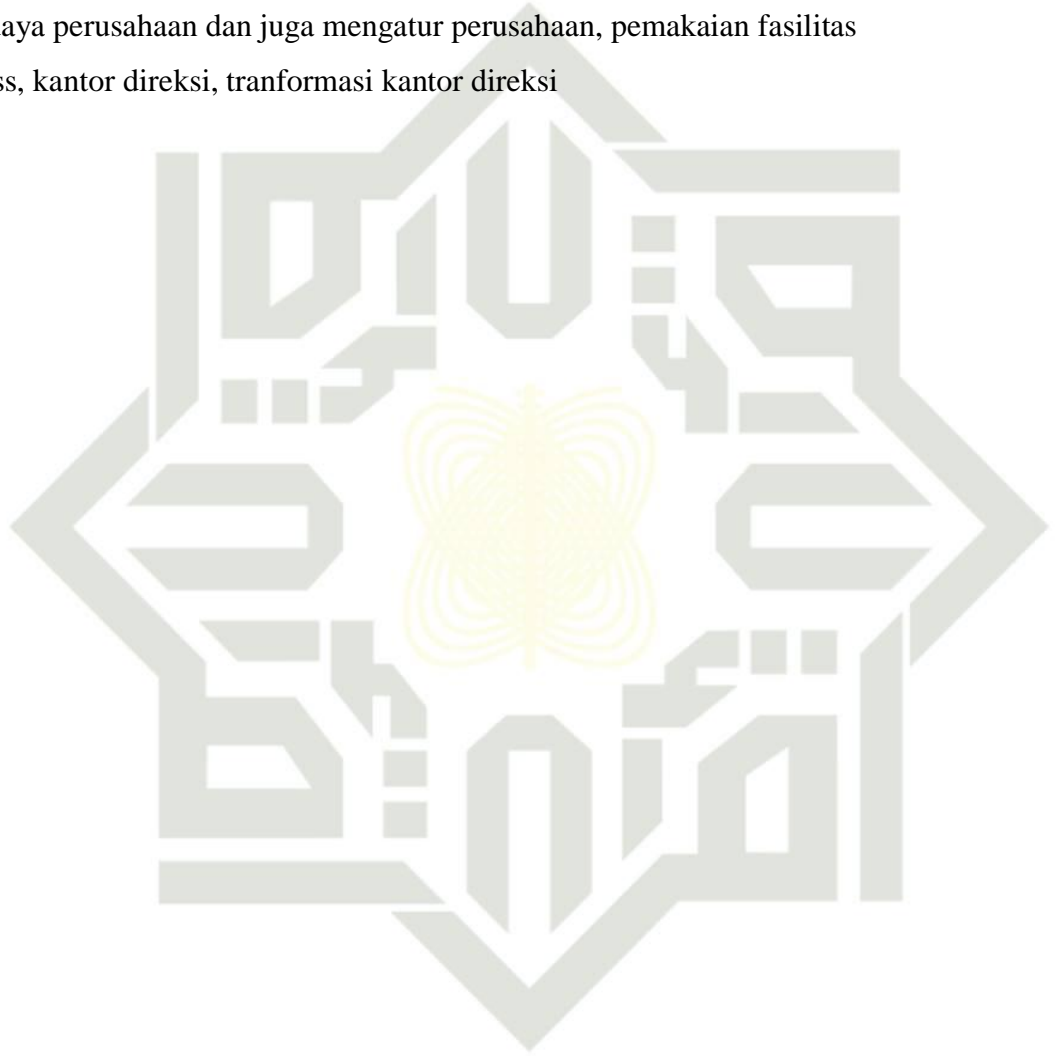 aya perusahaan dan juga mengatur perusahaan, pemakaian fasilitas
ss, kantor direksi, tranformasi kantor direksi